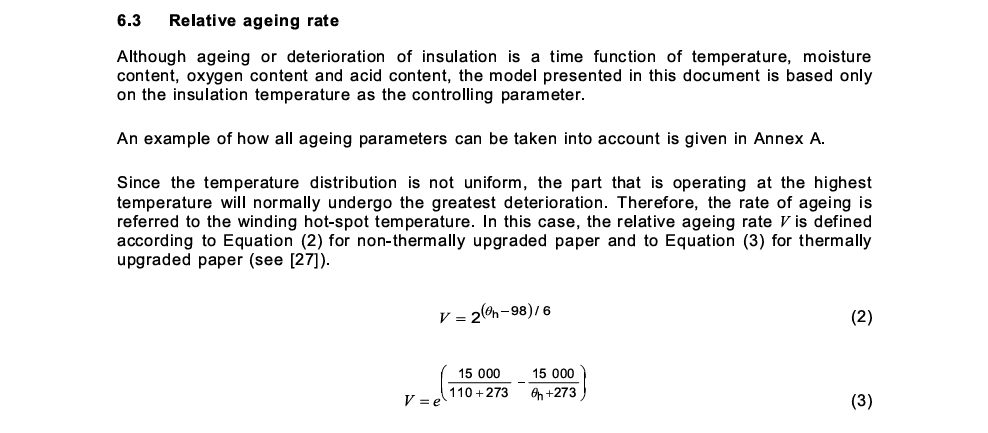 6.3 Relative ageing rate
Although ageing or deterioration of insulation is a time function of temperature, moisture
content, oxygen content and acid content, the model presented in this document is based only
on the insulation temperature as the controlling parameter.
An example of how all ageing parameters can be taken into account is given in Annex A.
Since the temperature distribution is not uniform, the part that is operating at the highest
temperature will normally undergo the greatest deterioration. Therefore, the rate of ageing is
referred to the winding hot-spot temperature. In this case, the relative ageing rate V is defined
according to Equation (2) for non-thermally upgraded paper and to Equation (3) for thermally
upgraded paper (see [27]).
V = 2^{(θ_h − 98) / 6} (2)
V = e^{(15 000 / (110 + 273) − 15 000 / (θ_h + 273))} (3)